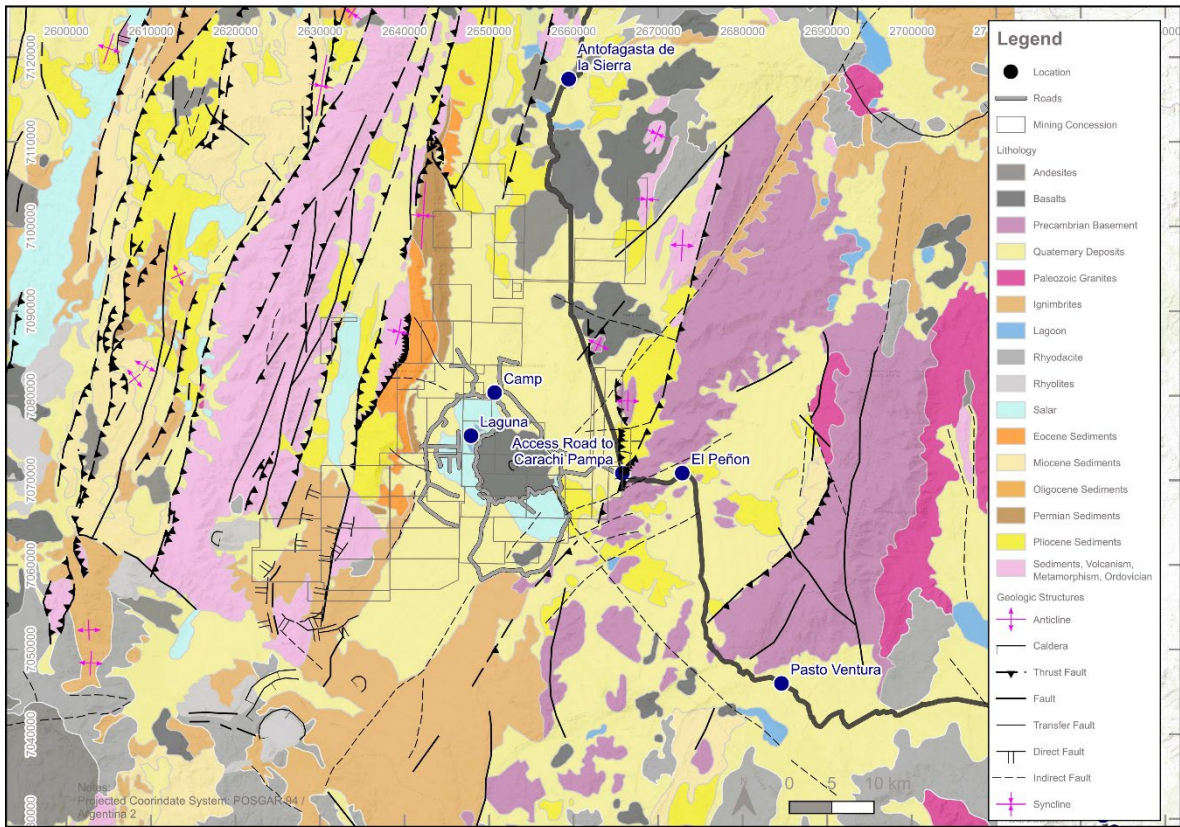 2600000 2610000 2620000 2630000 2640000 2650000 2660000 2670000 2680000 2690000 2700000
7120000
7110000
7100000
7090000
7080000
7070000
7060000
7050000
7040000
Antofagasta de
la Sierra
Camp
Laguna
Access Road to
Carachi Pampa
El Peñon
Pasto Ventura
N
0 5 10 km
Notes:
Projected Coorindate System: POSGAR 94 /
Argentina 2
Legend
Location
Roads
Mining Concession
Lithology
Andesites
Basalts
Precambrian Basement
Quaternary Deposits
Paleozoic Granites
Ignimbrites
Lagoon
Rhyodacite
Rhyolites
Salar
Eocene Sediments
Miocene Sediments
Oligocene Sediments
Permian Sediments
Pliocene Sediments
Sediments, Volcanism,
Metamorphism, Ordovician
Geologic Structures
Anticline
Caldera
Thrust Fault
Fault
Transfer Fault
Direct Fault
Indirect Fault
Syncline